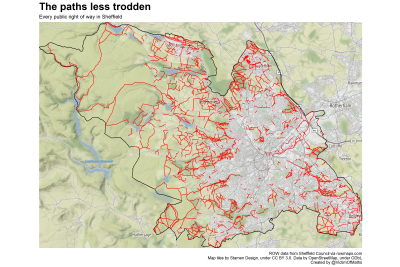 The paths less trodden
Every public right of way in Sheffield
ROW data from Sheffield Council via rowmaps.com
Map tiles by Stamen Design, under CC BY 3.0. Data by OpenStreetMap, under ODbL
Created by @VictimOfMaths